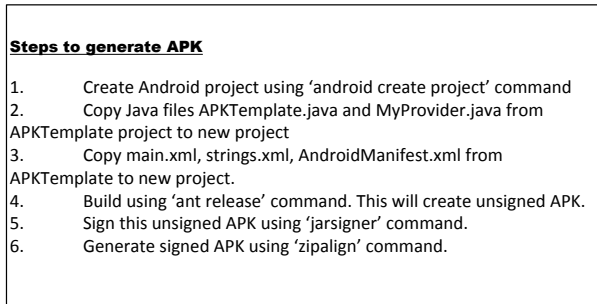 Steps to generate APK
1. Create Android project using ‘android create project’ command
2. Copy Java files APKTemplate.java and MyProvider.java from
APKTemplate project to new project
3. Copy main.xml, strings.xml, AndroidManifest.xml from
APKTemplate to new project.
4. Build using ‘ant release’ command. This will create unsigned APK.
5. Sign this unsigned APK using ‘jarsigner’ command.
6. Generate signed APK using ‘zipalign’ command.